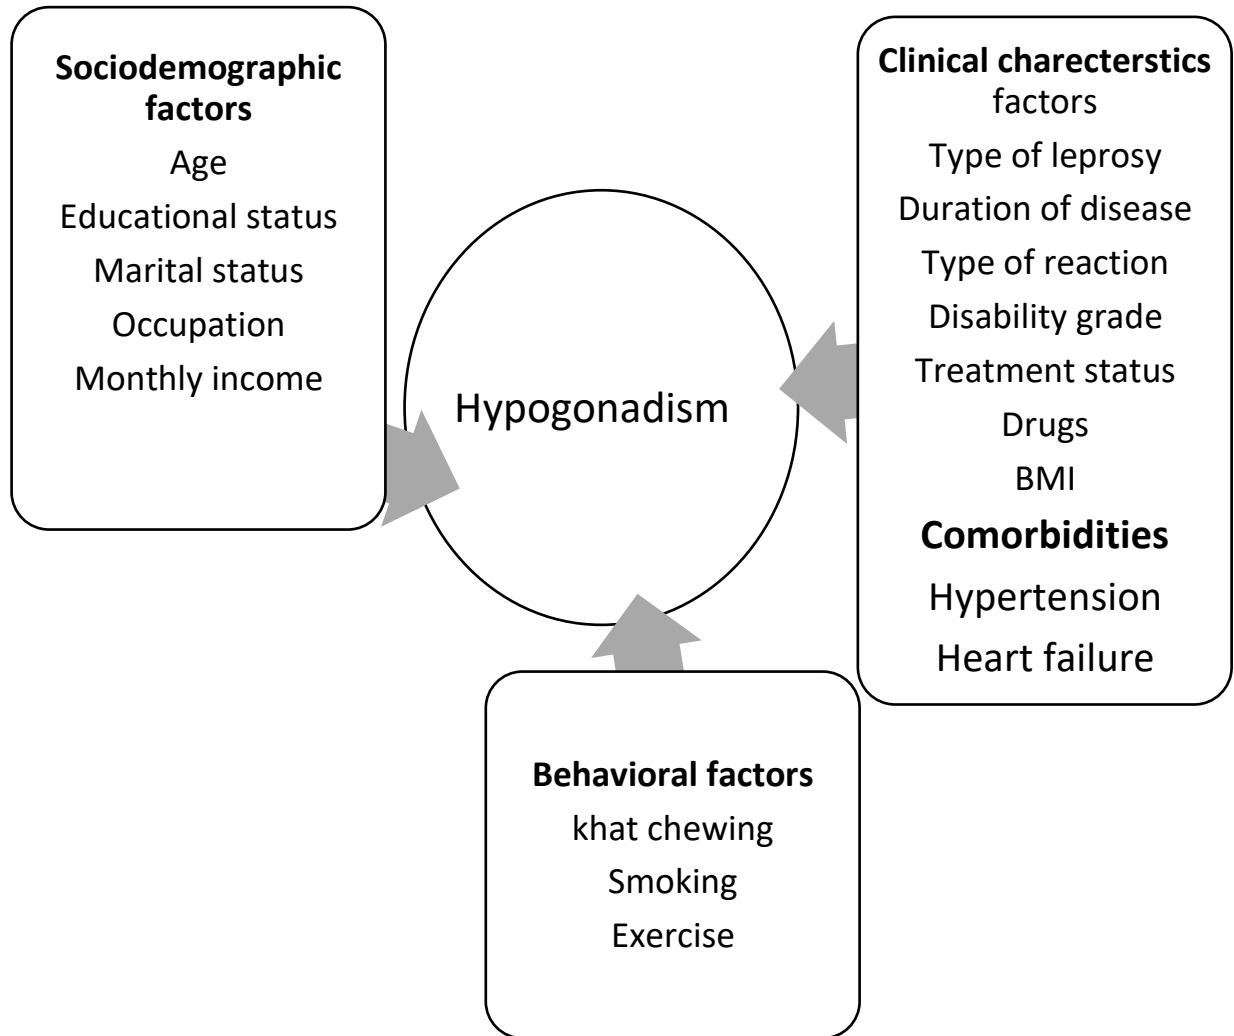 Sociodemographic
factors
Age
Educational status
Marital status
Occupation
Monthly income
Hypogonadism
Clinical charecterstics
factors
Type of leprosy
Duration of disease
Type of reaction
Disability grade
Treatment status
Drugs
BMI
Comorbidities
Hypertension
Heart failure
Behavioral factors
khat chewing
Smoking
Exercise